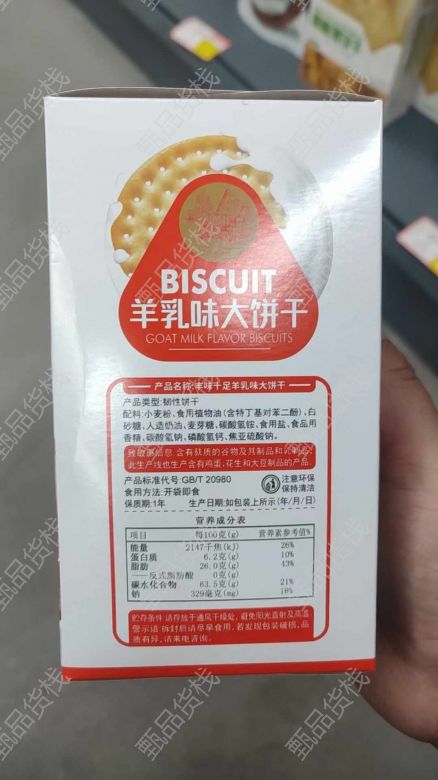 BISCUIT
羊乳味大饼干
GOAT MILK FLAVOR BISCUITS
产品名称:丰味十足羊乳味大饼干
产品类型:韧性饼干
配料:小麦粉,食用植物油(含特丁基对苯二酚),白
砂糖,人造奶油,麦芽糖,碳酸氢铵,食用盐,食品用
香精,碳酸氢钠,磷酸氢钙,焦亚硫酸钠。
致敏源信息:含有麸质的谷物及其制品和乳制品,
此生产线也生产含有鸡蛋,花生和大豆制品的产品
产品标准代号:GB/T 20980
食用方法:开袋即食
注意环保
保持清洁
保质期:1年 生产日期:如包装上所示(年/月/日)
营养成分表
项目 每100克(g) 营养素参考值%
能量 2147千焦(kJ) 26%
蛋白质 6.2克(g) 10%
脂肪 26.0克(g) 43%
——反式脂肪酸 0克(g)
碳水化合物 63.5克(g) 21%
钠 329毫克(mg) 16%
贮存条件:请存放于通风干燥处,避免阳光直射及高温
警示语:拆封后请尽早食用,若发现包装破损,品
质有异,请来电咨询.
甄品货栈